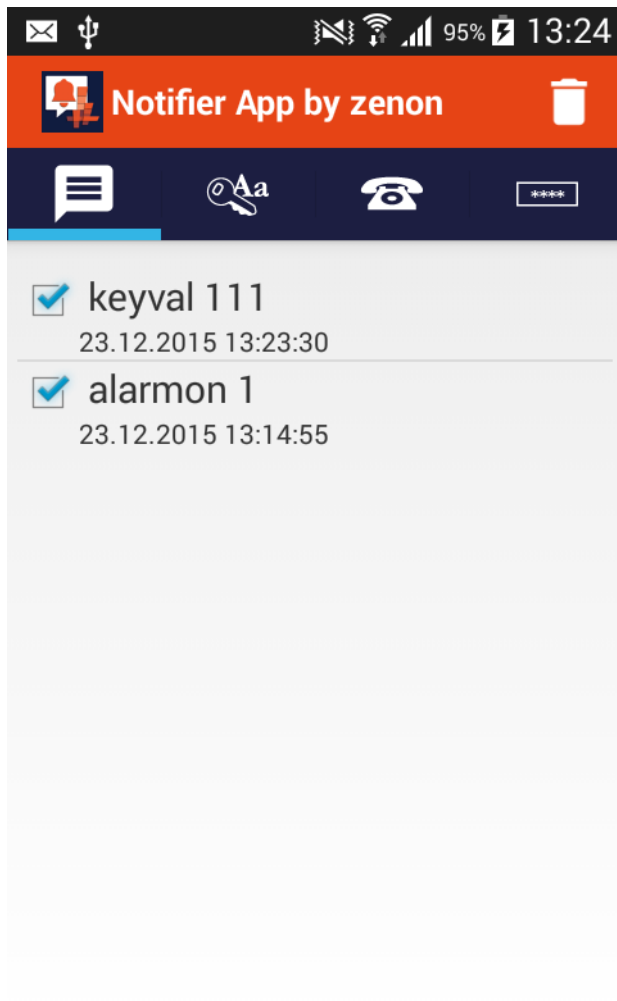 95% 13:24
Notifier App by zenon
Aa ****
keyval 111
23.12.2015 13:23:30
alarmon 1
23.12.2015 13:14:55